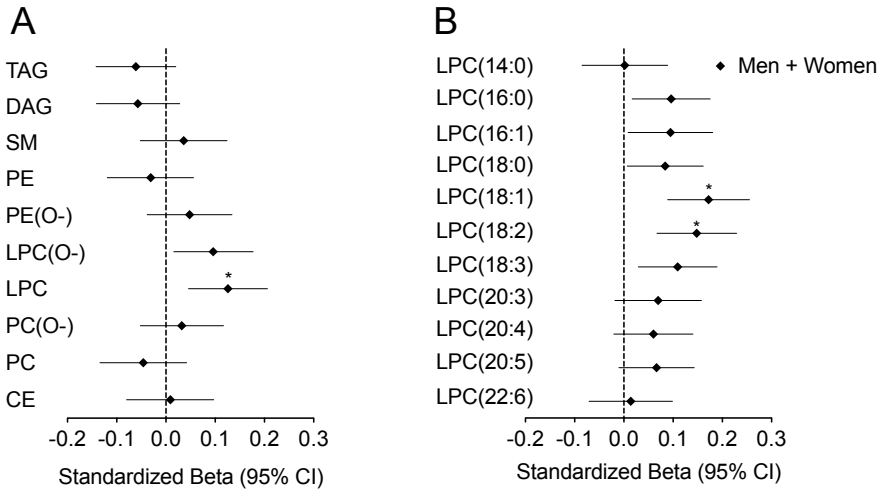 A
TAG
DAG
SM
PE
PE(O-)
LPC(O-)
LPC
*
PC(O-)
PC
CE
-0.2 -0.1 0.0 0.1 0.2 0.3
Standardized Beta (95% CI)
B
LPC(14:0)
Men + Women
LPC(16:0)
LPC(16:1)
LPC(18:0)
LPC(18:1)
*
LPC(18:2)
*
LPC(18:3)
LPC(20:3)
LPC(20:4)
LPC(20:5)
LPC(22:6)
-0.2 -0.1 0.0 0.1 0.2 0.3
Standardized Beta (95% CI)